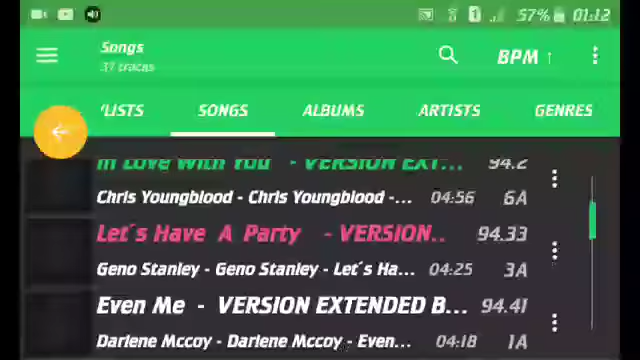 1 57% 01:12
Songs
37 tracks
BPM ↑
'LISTS SONGS ALBUMS ARTISTS GENRES
In Love With You - VERSION EXT... 94.2
Chris Youngblood - Chris Youngblood -... 04:56 6A
Let´s Have A Party - VERSION.. 94.33
Geno Stanley - Geno Stanley - Let´s Ha... 04:25 3A
Even Me - VERSION EXTENDED B... 94.41
Darlene Mccoy - Darlene Mccoy - Even... 04:18 1A